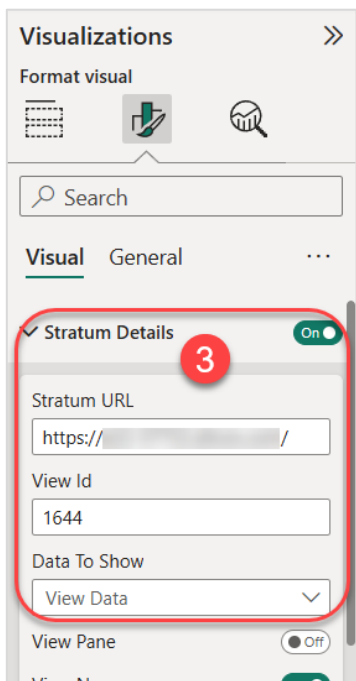 Visualizations
Format visual
Search
Visual General
Stratum Details On
3
Stratum URL
https:// /
View Id
1644
Data To Show
View Data
View Pane Off